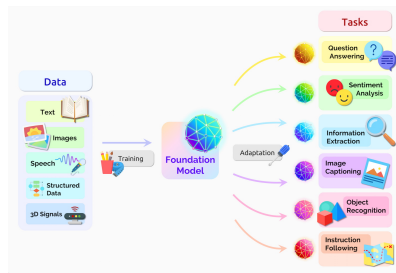 Tasks
Question
Answering
Data
Sentiment
Analysis
Text
Images
Information
Extraction
Speech
Training
Foundation
Model
Adaptation
Image
Captioning
Structured
Data
3D Signals
Object
Recognition
Instruction
Following